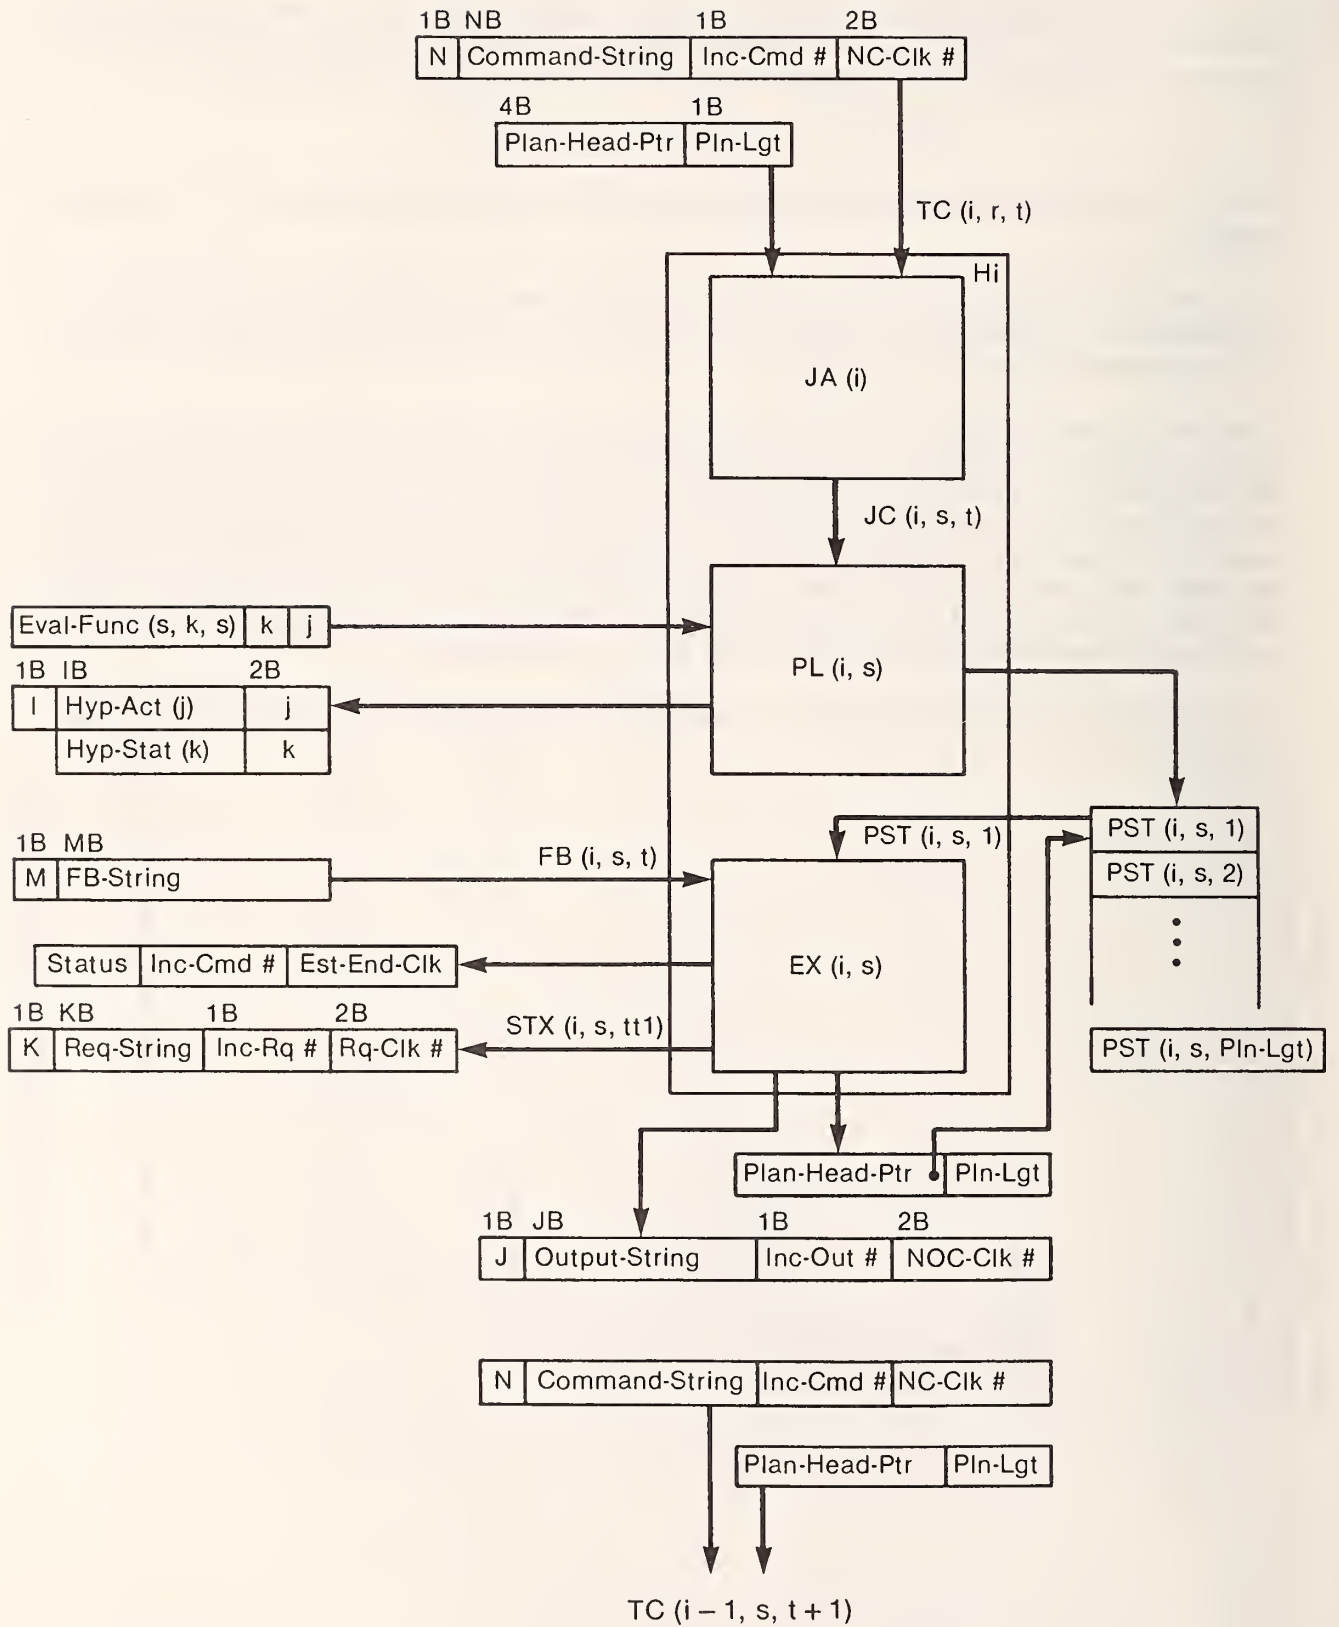 1B NB 1B 2B
N Command-String Inc-Cmd # NC-Clk #
4B 1B
Plan-Head-Ptr Pln-Lgt
TC (i, r, t)
Hi
JA (i)
JC (i, s, t)
Eval-Func (s, k, s) k j
1B IB 2B
I Hyp-Act (j) j
Hyp-Stat (k) k
PL (i, s)
1B MB
M FB-String
FB (i, s, t)
PST (i, s, 1)
PST (i, s, 1)
PST (i, s, 2)
Status Inc-Cmd # Est-End-Clk
EX (i, s)
1B KB 1B 2B
K Req-String Inc-Rq # Rq-Clk #
STX (i, s, tt1)
PST (i, s, Pln-Lgt)
Plan-Head-Ptr Pln-Lgt
1B JB 1B 2B
J Output-String Inc-Out # NOC-Clk #
N Command-String Inc-Cmd # NC-Clk #
Plan-Head-Ptr Pln-Lgt
TC (i – 1, s, t + 1)